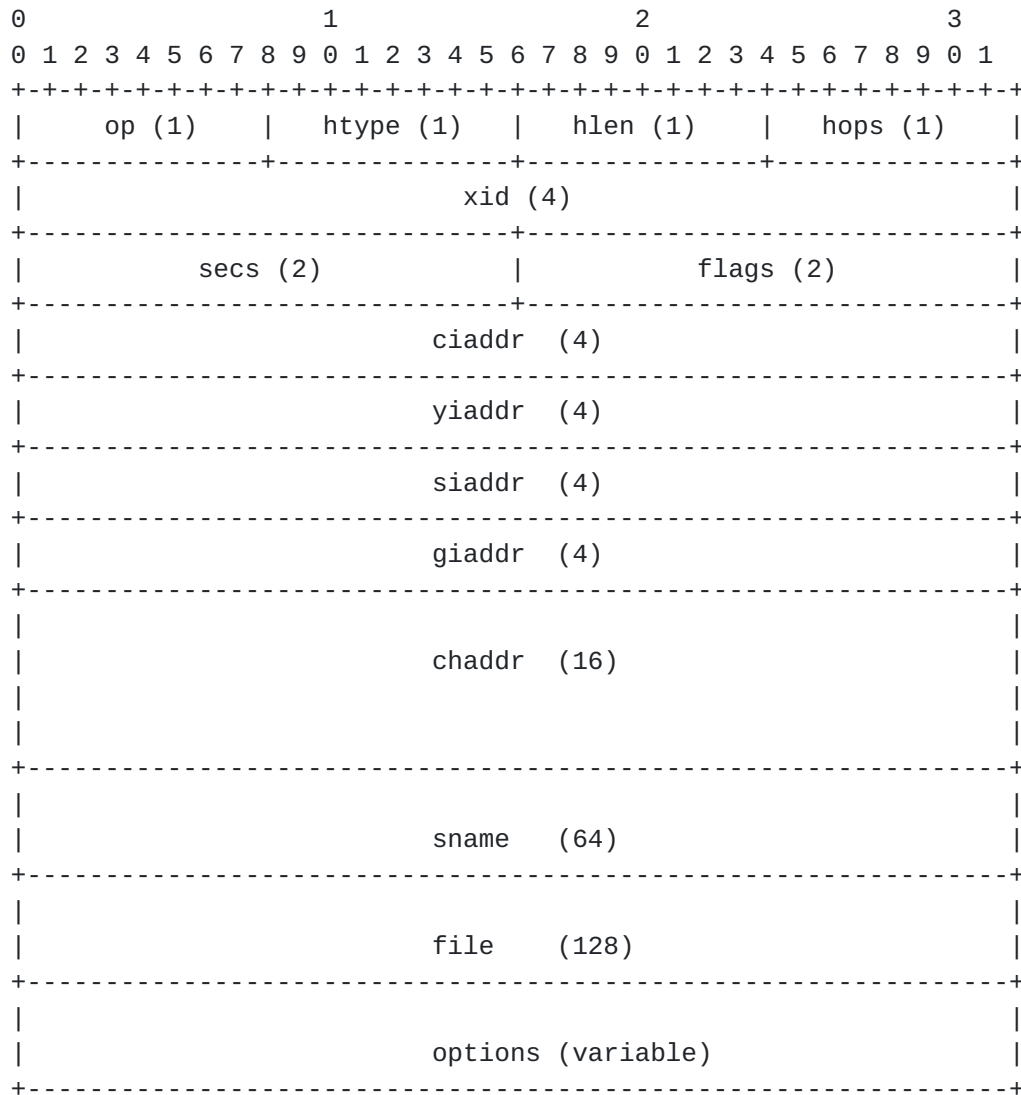 0                   1                   2                   3
0 1 2 3 4 5 6 7 8 9 0 1 2 3 4 5 6 7 8 9 0 1 2 3 4 5 6 7 8 9 0 1
+-+-+-+-+-+-+-+-+-+-+-+-+-+-+-+-+-+-+-+-+-+-+-+-+-+-+-+-+-+-+-+-+
|     op (1)    |   htype (1)   |   hlen (1)    |   hops (1)    |
+---------------+---------------+---------------+---------------+
|                            xid (4)                            |
+-------------------------------+-------------------------------+
|           secs (2)            |           flags (2)           |
+-------------------------------+-------------------------------+
|                          ciaddr  (4)                          |
+---------------------------------------------------------------+
|                          yiaddr  (4)                          |
+---------------------------------------------------------------+
|                          siaddr  (4)                          |
+---------------------------------------------------------------+
|                          giaddr  (4)                          |
+---------------------------------------------------------------+
|                                                               |
|                          chaddr  (16)                         |
|                                                               |
|                                                               |
+---------------------------------------------------------------+
|                                                               |
|                          sname   (64)                         |
+---------------------------------------------------------------+
|                                                               |
|                          file    (128)                        |
+---------------------------------------------------------------+
|                                                               |
|                          options (variable)                   |
+---------------------------------------------------------------+